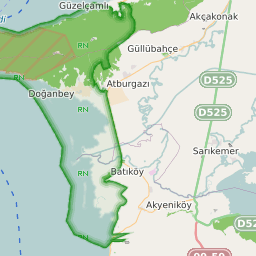 Güzelçamlı
Akçakonak
RN
Güllübahçe
RN
Atburgazı
D525
Doğanbey
D525
RN
Sarıkemer
D52
Batıköy
RN
Akyeniköy